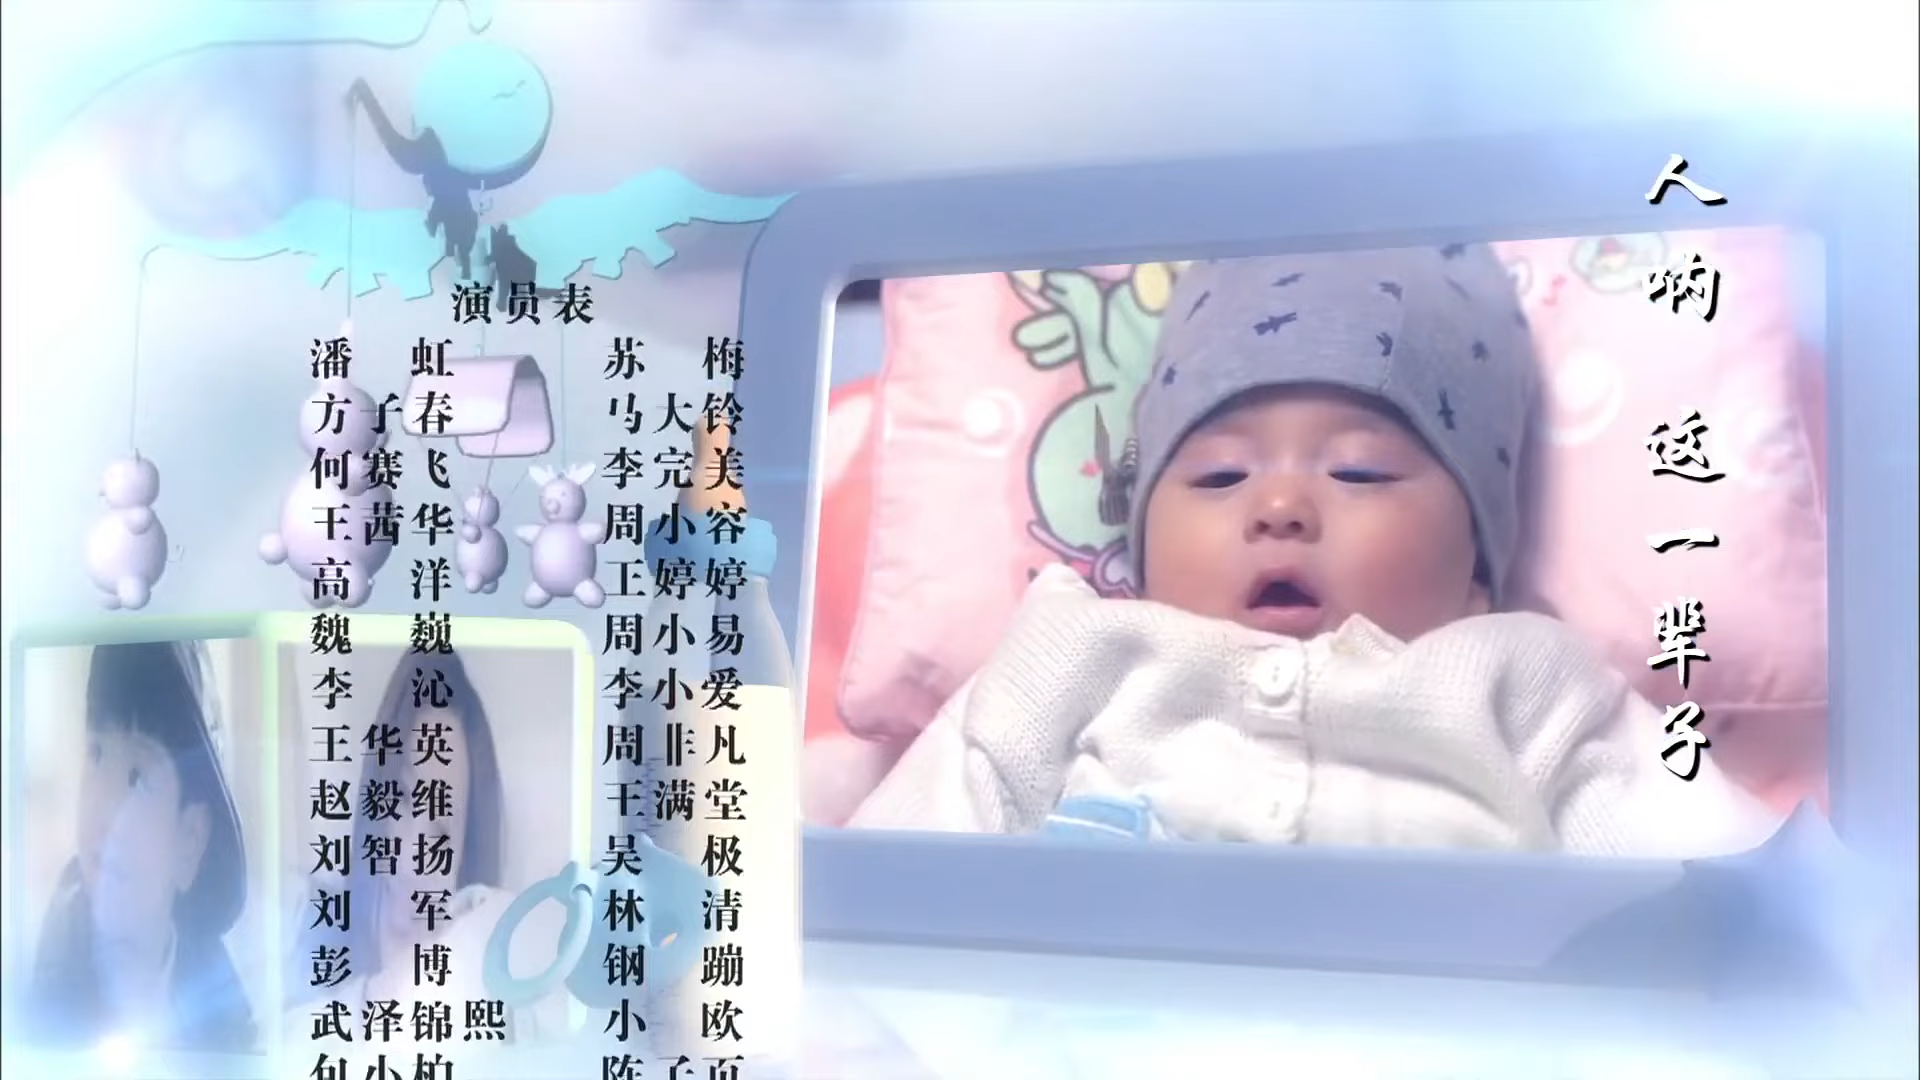 演员表
潘虹 苏梅
方子春 马大铃
何赛飞 李完美
王茜华 周小容
高洋 王婷婷
魏巍 周小易
李沁 李小爱
王华英 周非凡
赵毅维 王满堂
刘智扬 吴极
刘军 林清
彭博 钢蹦
武泽锦熙 小欧
人呐 这一辈子